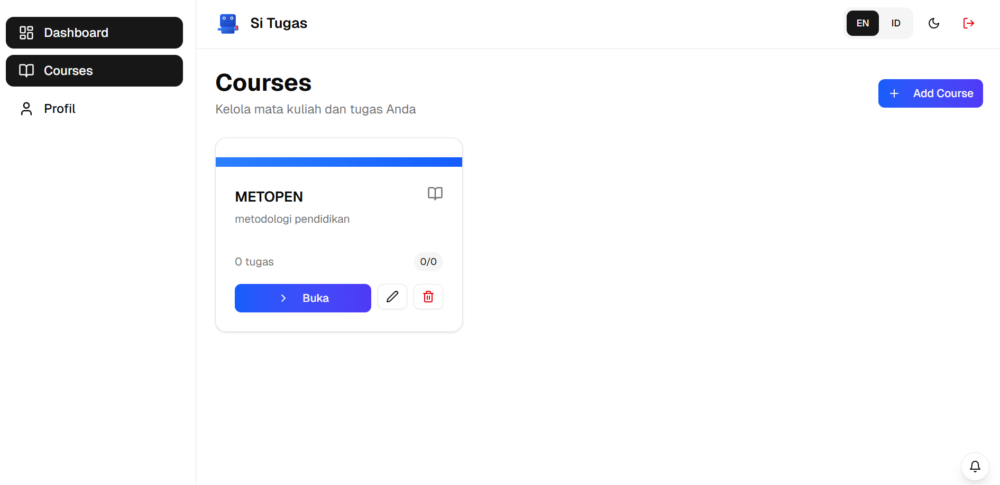 Dashboard
Courses
Profil
Si Tugas
EN
ID
Courses
Kelola mata kuliah dan tugas Anda
Add Course
METOPEN
metodologi pendidikan
0 tugas
0/0
Buka